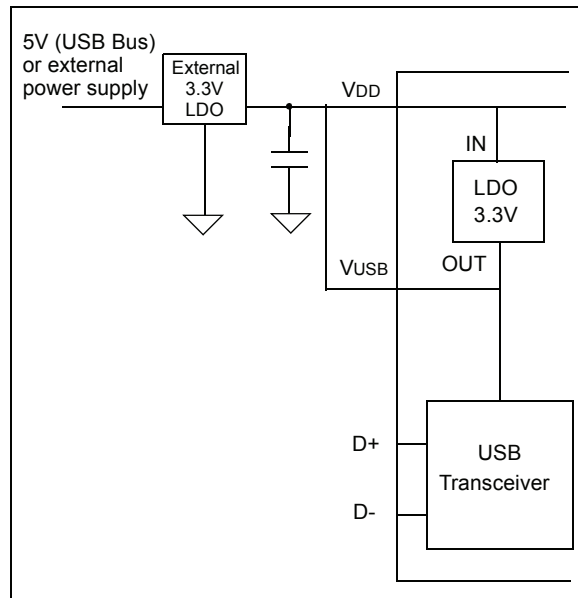 5V (USB Bus)
or external
power supply
External
3.3V
LDO
VDD
IN
LDO
3.3V
OUT
VUSB
D+
D-
USB
Transceiver